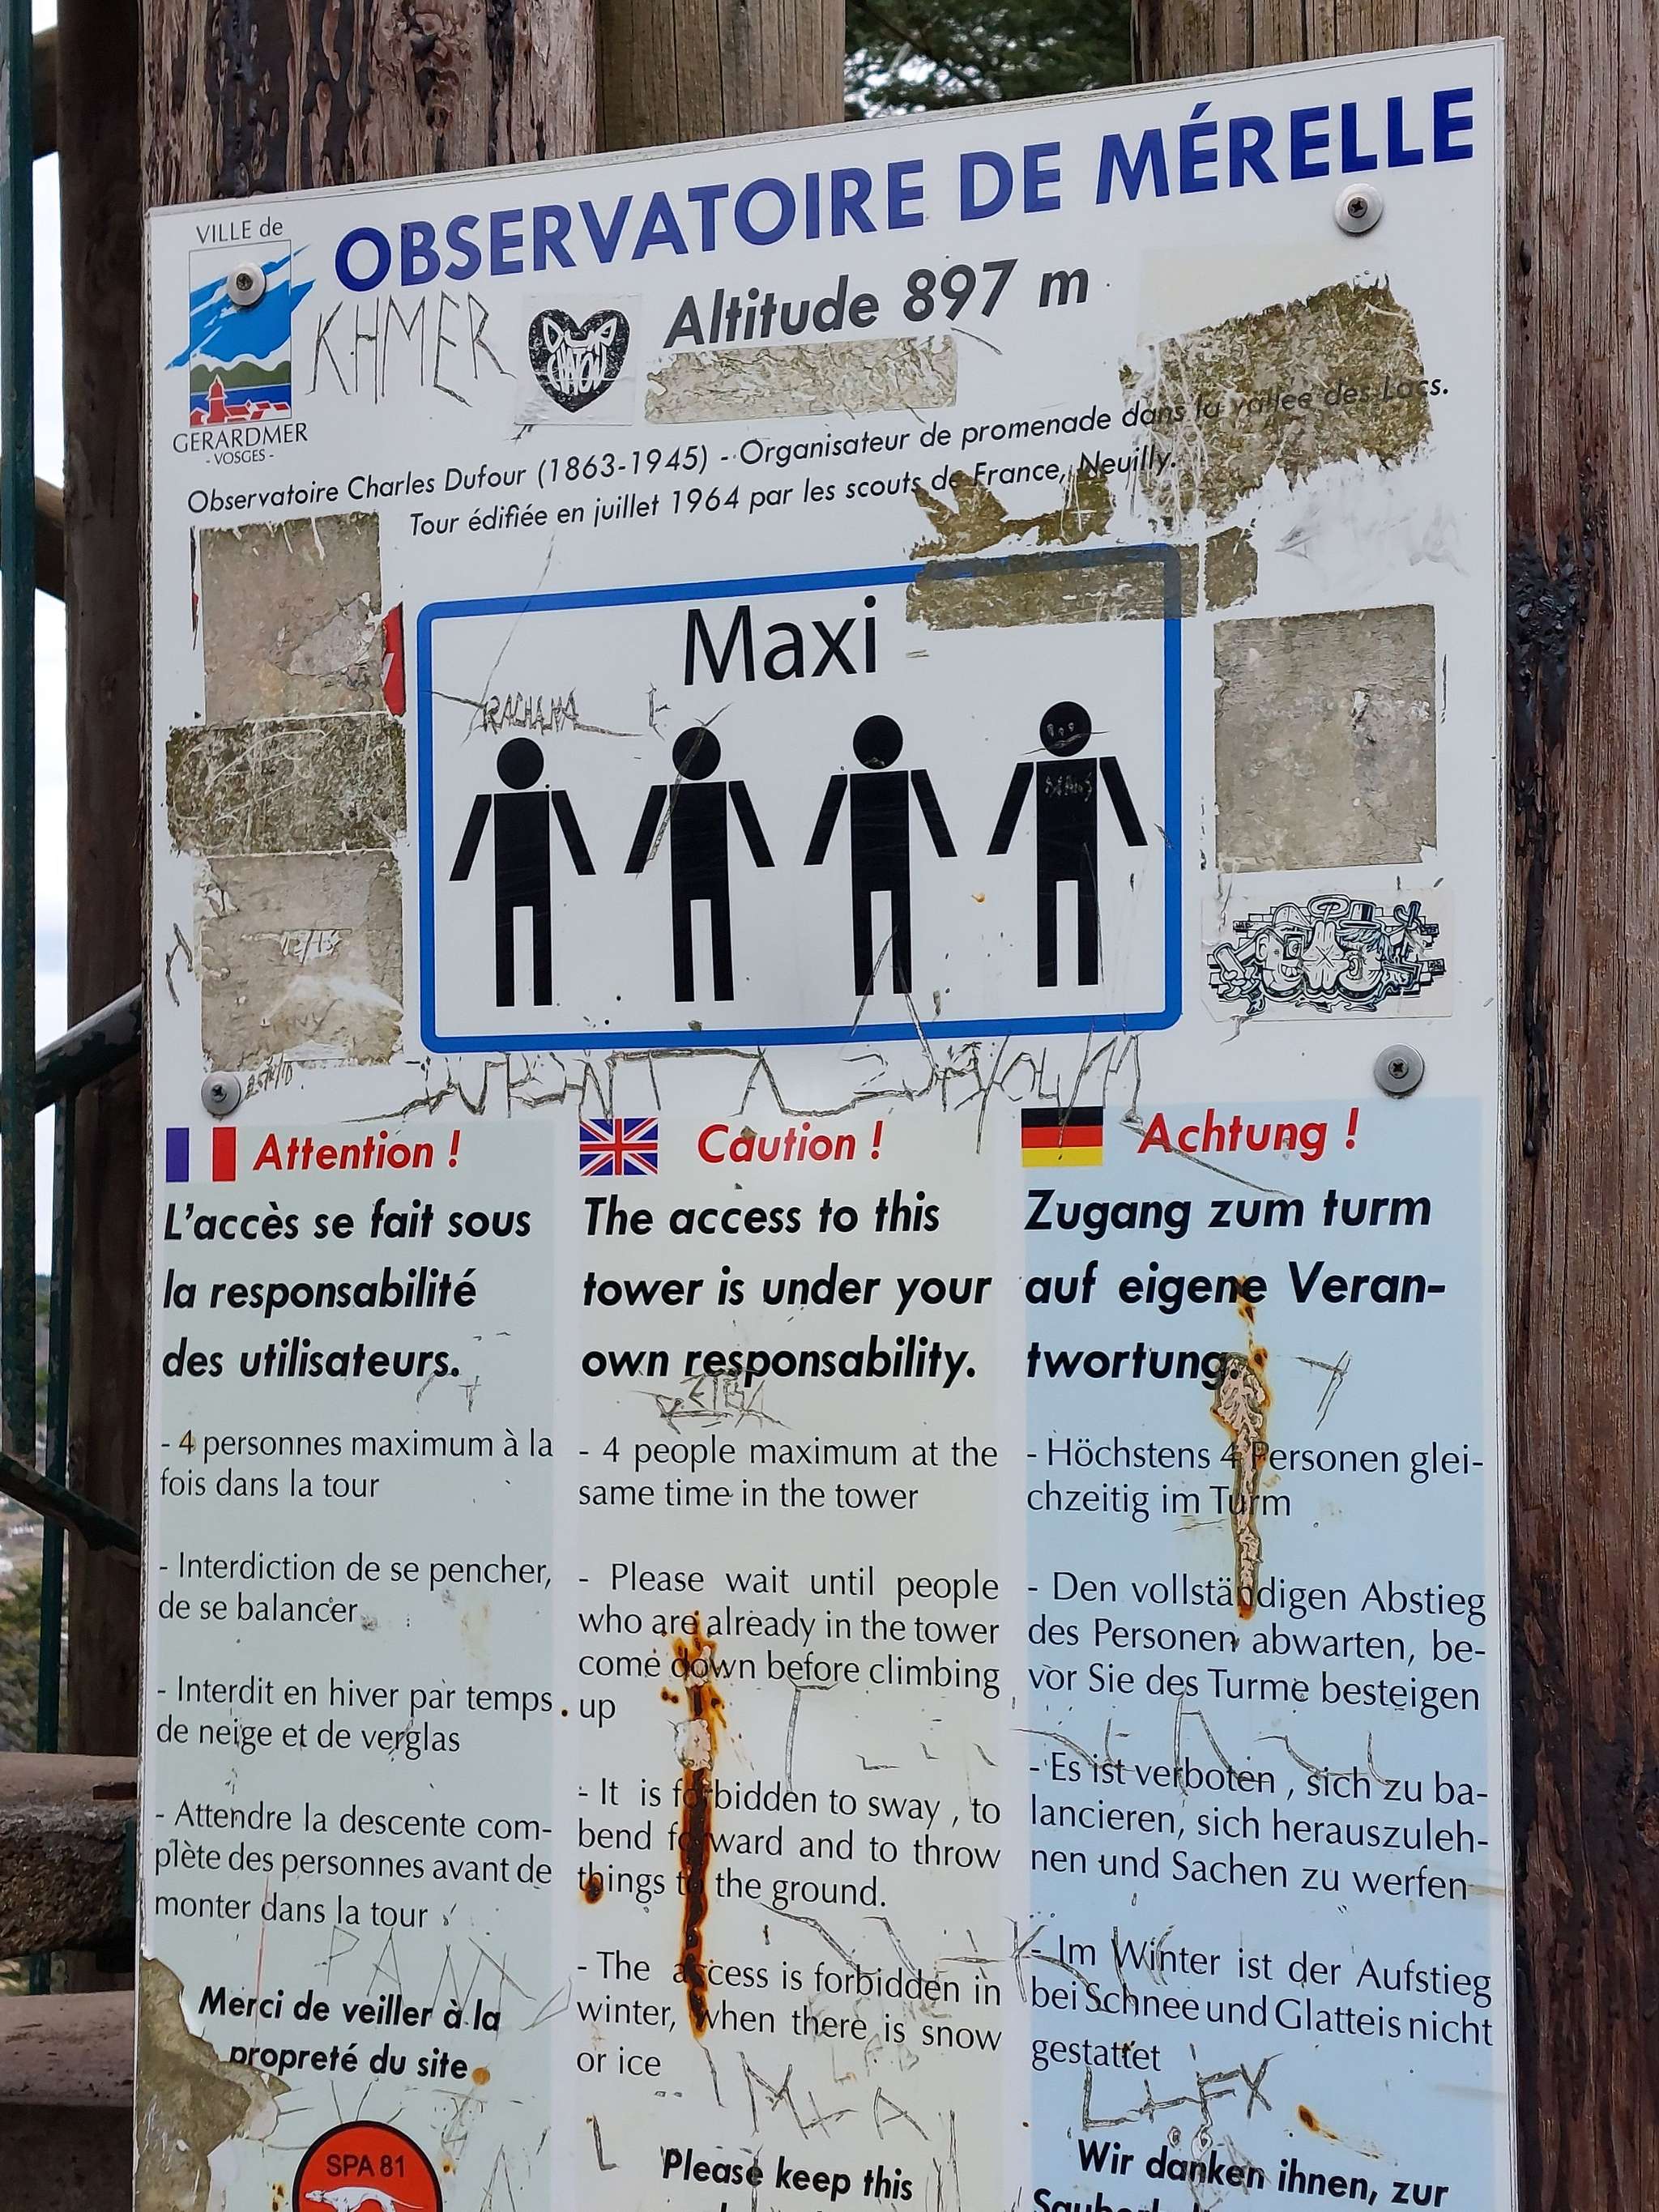 OBSERVATOIRE DE MÉRELLE
VILLE de
GERARDMER
- VOSGES -
KHMER
Altitude 897 m
Observatoire Charles Dufour (1863-1945) - Organisateur de promenade dans la vallée des Lacs.
Tour édifiée en juillet 1964 par les scouts de France, Neuilly.
Maxi
Attention !
L'accès se fait sous
la responsabilité
des utilisateurs.
- 4 personnes maximum à la
fois dans la tour
- Interdiction de se pencher,
de se balancer
- Interdit en hiver par temps
de neige et de verglas
- Attendre la descente com-
plète des personnes avant de
monter dans la tour
Merci de veiller à la
propreté du site
SPA 81
Caution !
The access to this
tower is under your
own responsability.
- 4 people maximum at the
same time in the tower
- Please wait until people
who are already in the tower
come down before climbing
up
- It is forbidden to sway , to
bend forward and to throw
things to the ground.
- The access is forbidden in
winter, when there is snow
or ice
Please keep this
Achtung !
Zugang zum turm
auf eigene Veran-
twortung
- Höchstens 4 Personen glei-
chzeitig im Turm
- Den vollständigen Abstieg
des Personen abwarten, be-
vor Sie des Turme besteigen
- Es ist verboten , sich zu ba-
lancieren, sich herauszuleh-
nen und Sachen zu werfen
- Im Winter ist der Aufstieg
bei Schnee und Glatteis nicht
gestattet
Wir danken ihnen, zur